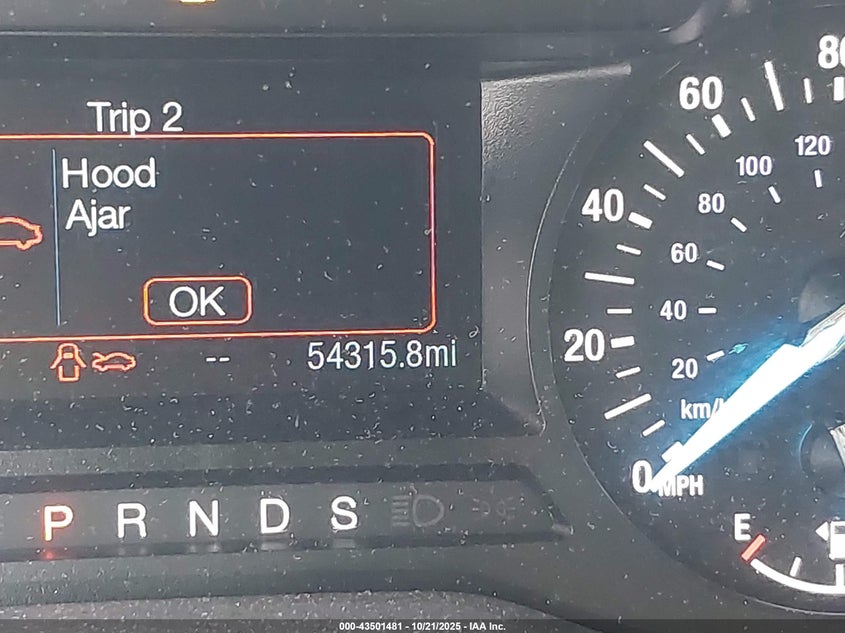 Trip 2
Hood
Ajar
OK
-- 54315.8mi
P R N D S
0 20 40 60 80
20 40 60 80 100 120
km/
MPH
E
000-43501481 - 10/21/2025 - IAA Inc.